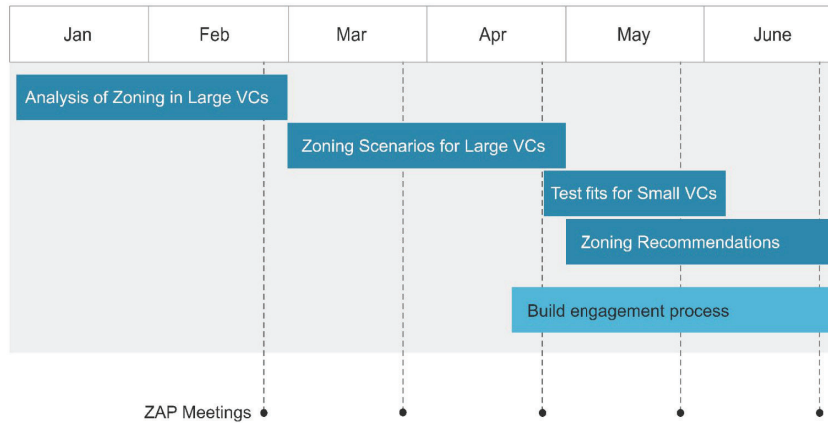 Jan Feb Mar Apr May June
Analysis of Zoning in Large VCs
Zoning Scenarios for Large VCs
Test fits for Small VCs
Zoning Recommendations
Build engagement process
ZAP Meetings